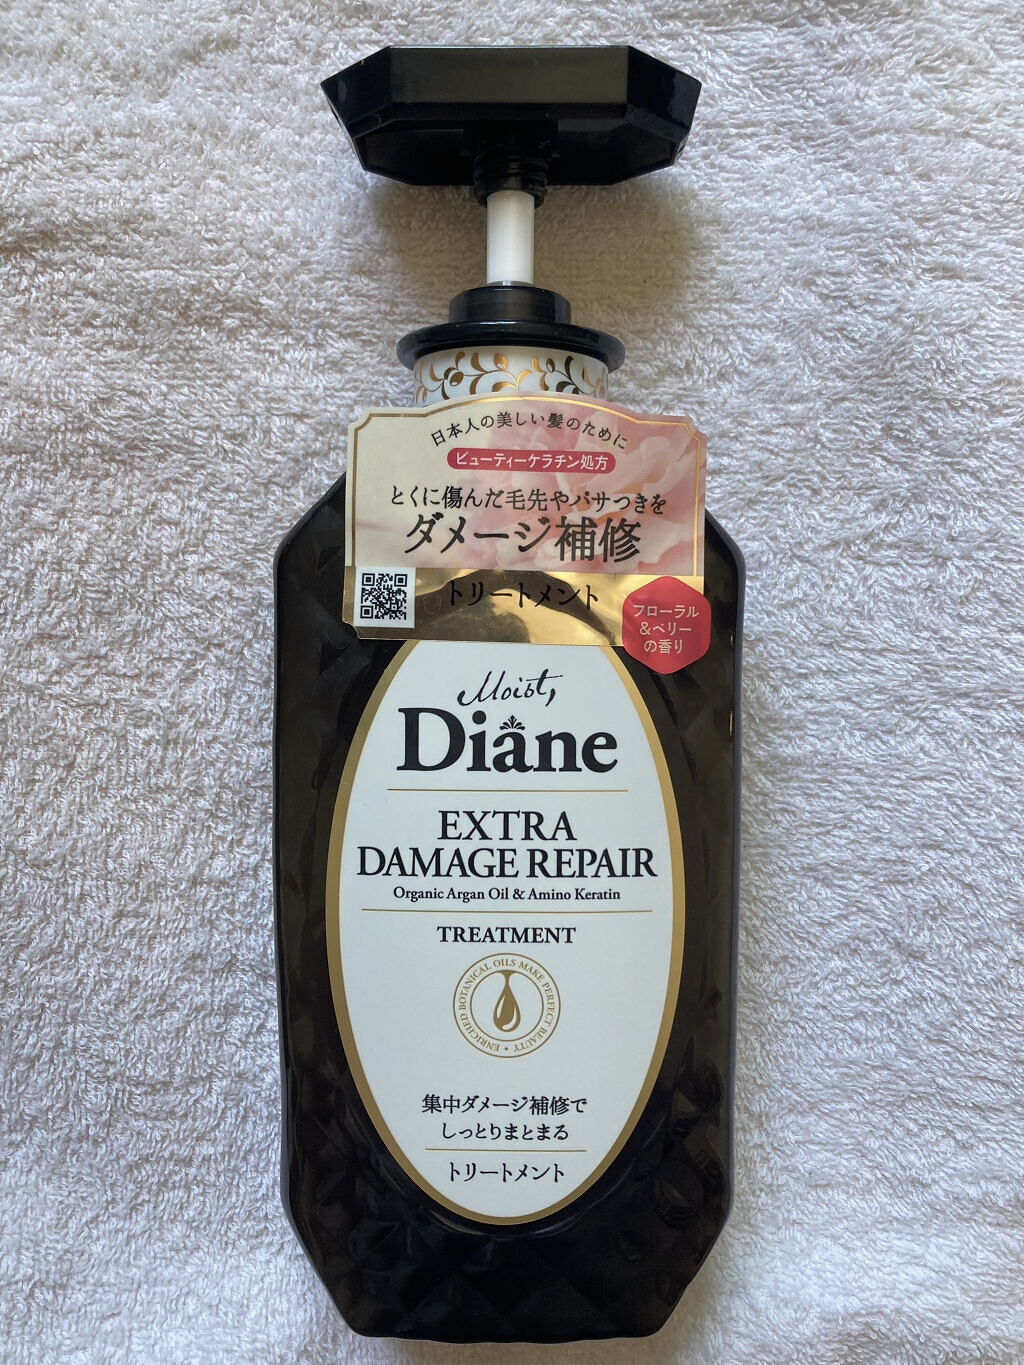 日本人の美しい髪のために
ビューティーケラチン処方
とくに傷んだ毛先やパサつきを
ダメージ補修
トリートメント
フローラル
&ベリー
の香り
Moist,
Diane
EXTRA
DAMAGE REPAIR
Organic Argan Oil & Amino Keratin
TREATMENT
ENRICHED BOTANICAL OILS MAKE PERFECT BEAUTY •
集中ダメージ補修で
しっとりまとまる
トリートメント